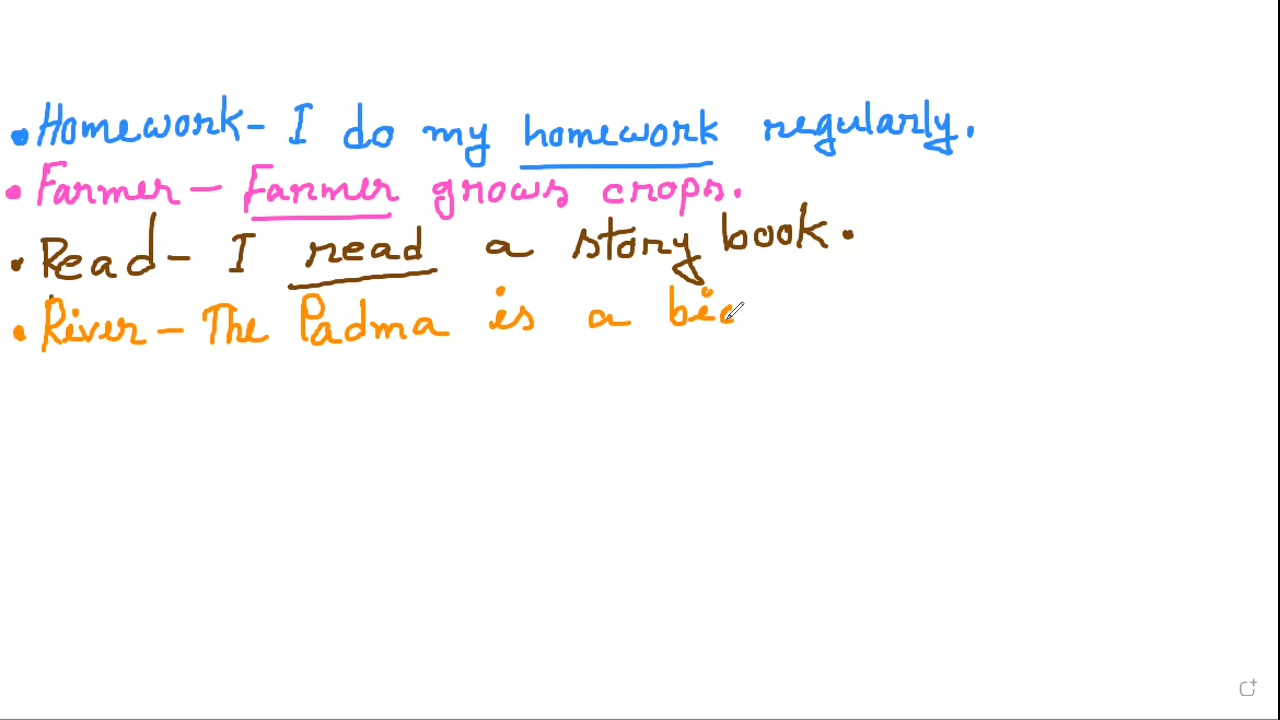 • Homework - I do my homework regularly.
• Farmer - Farmer grows crops.
• Read - I read a story book.
• River - The Padma is a